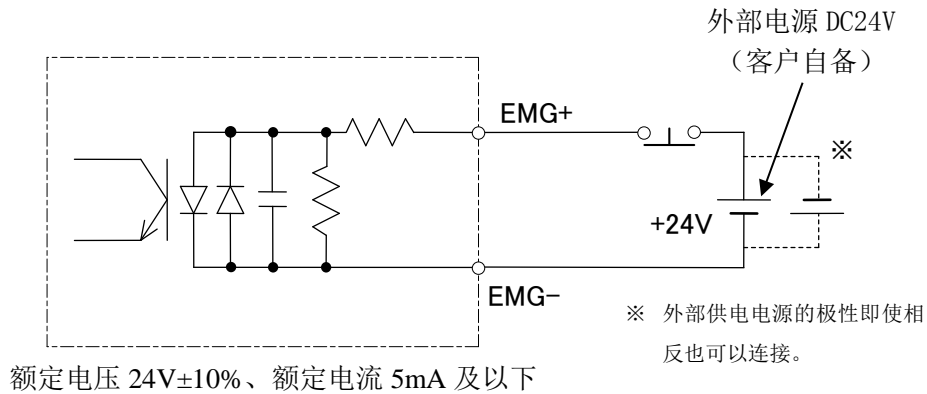 外部电源 DC24V
（客户自备）
EMG+
※
+24V
EMG-
※ 外部供电电源的极性即使相
反也可以连接。
额定电压 24V±10%、额定电流 5mA 及以下